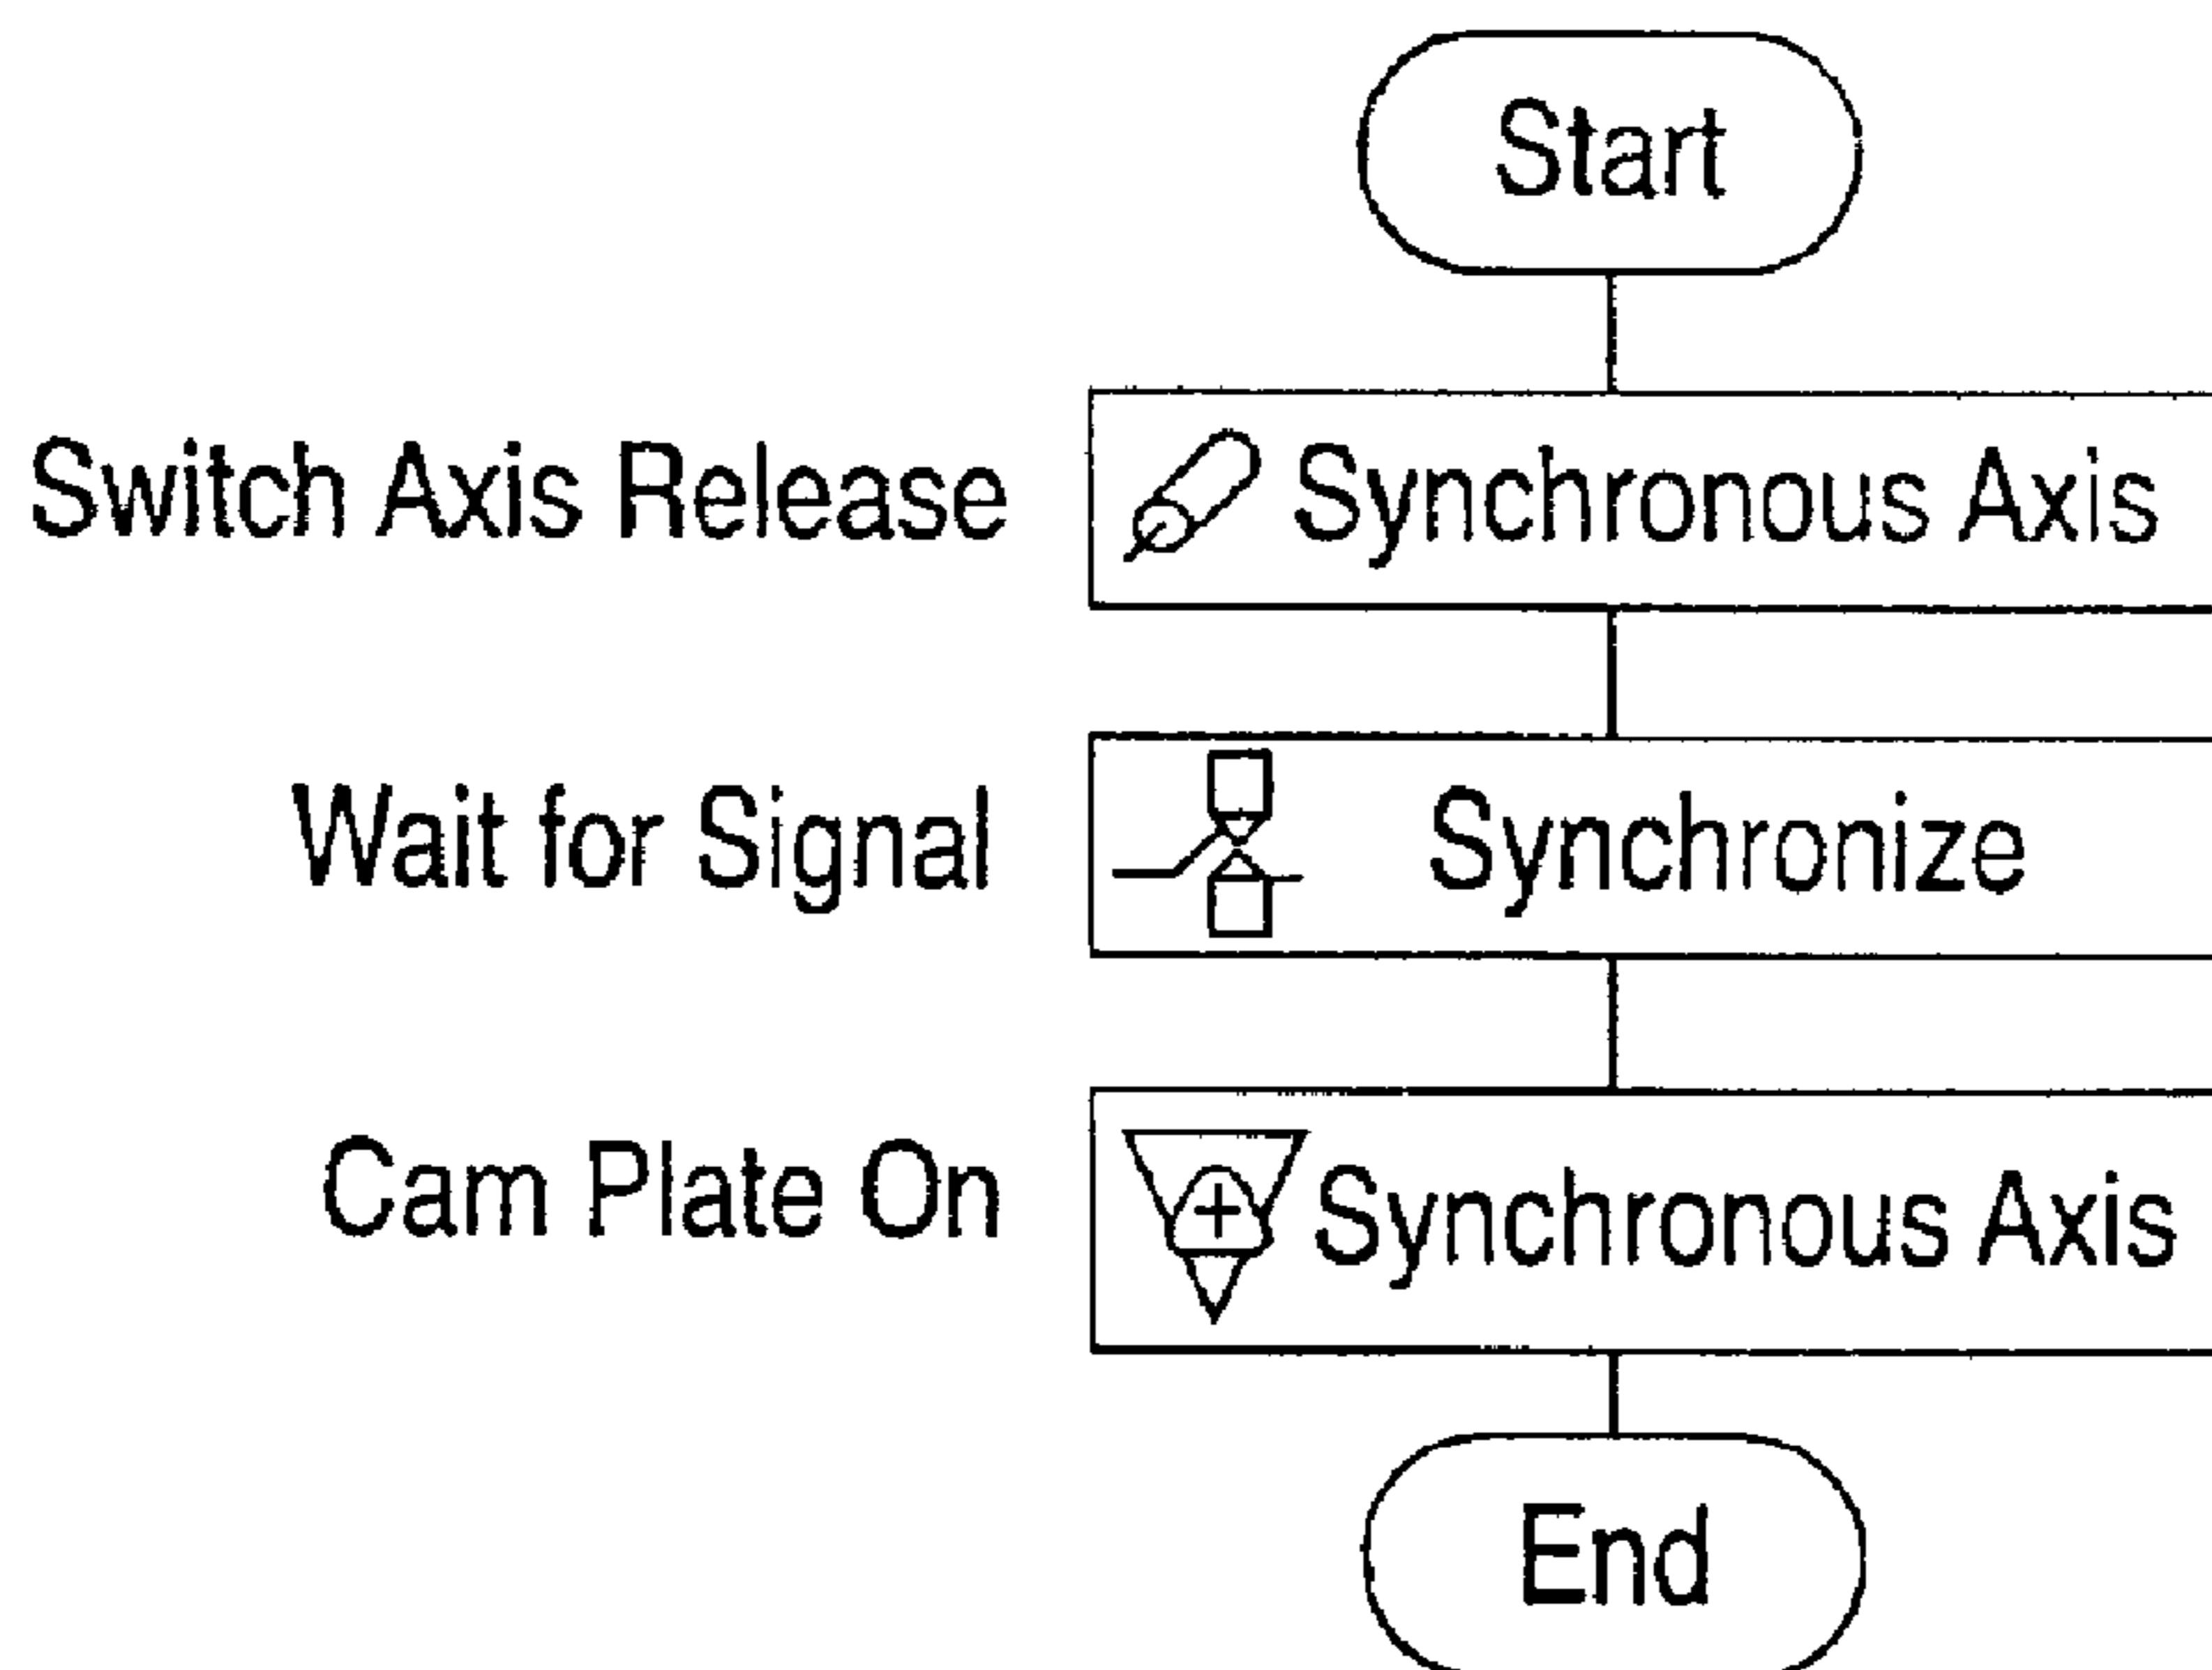 Start
Switch Axis Release Synchronous Axis
Wait for Signal Synchronize
Cam Plate On Synchronous Axis
End